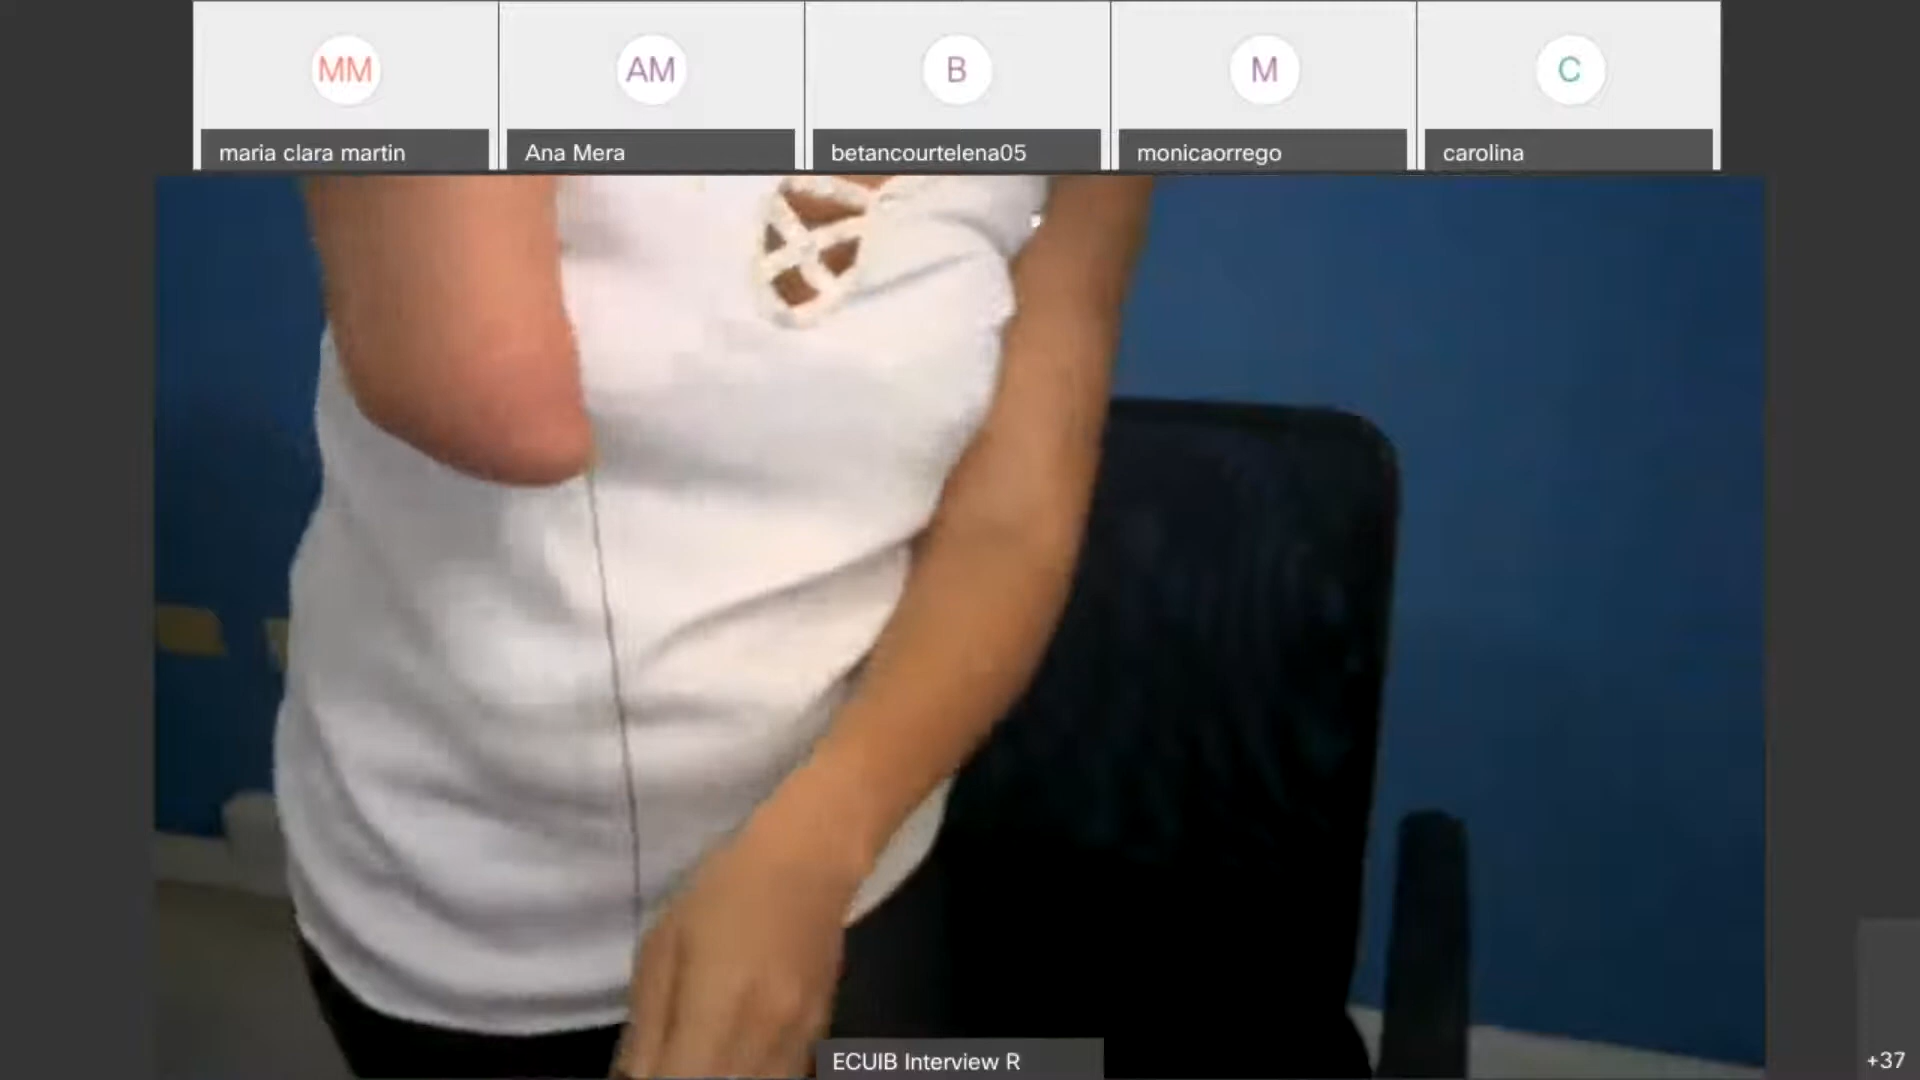 MM
AM
B
M
C
maria clara martin
Ana Mera
betancourtelena05
monicaorrego
carolina
ECUIB Interview R
+37